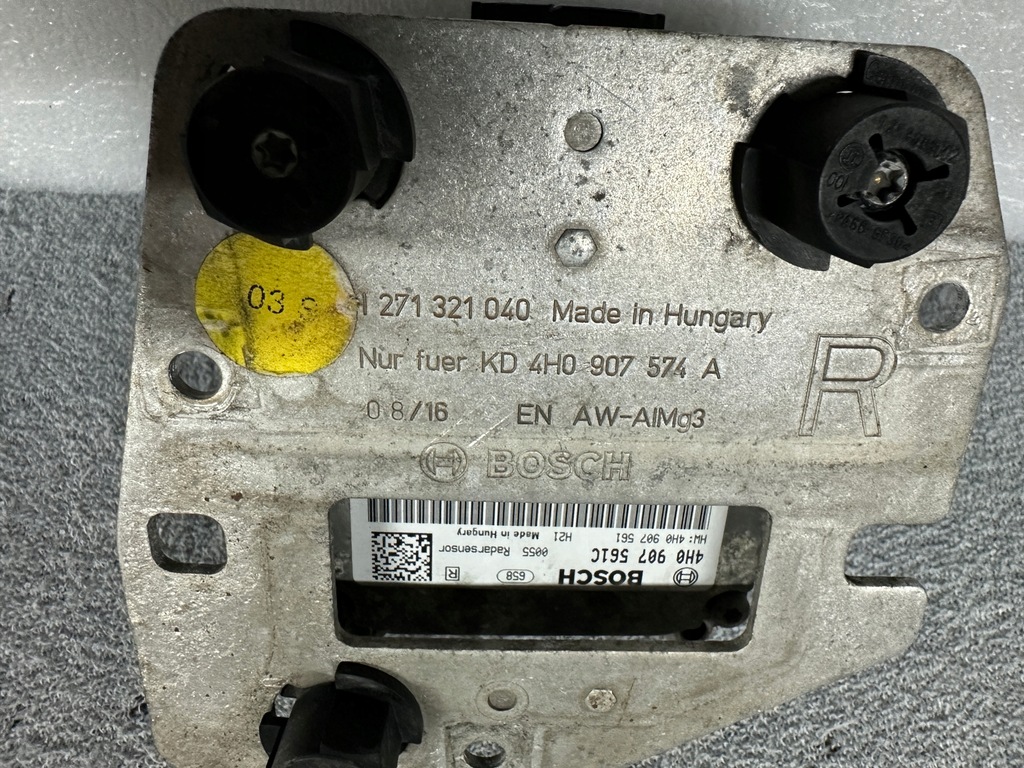 03 9
1 271 321 040 Made in Hungary
Nur fuer KD 4H0 907 574 A
08/16 EN AW-AlMg3
R
BOSCH
BOSCH 658 R
4H0 907 561C 0055 Radarsensor
HW: 4H0 907 561 H21 Made in Hungary